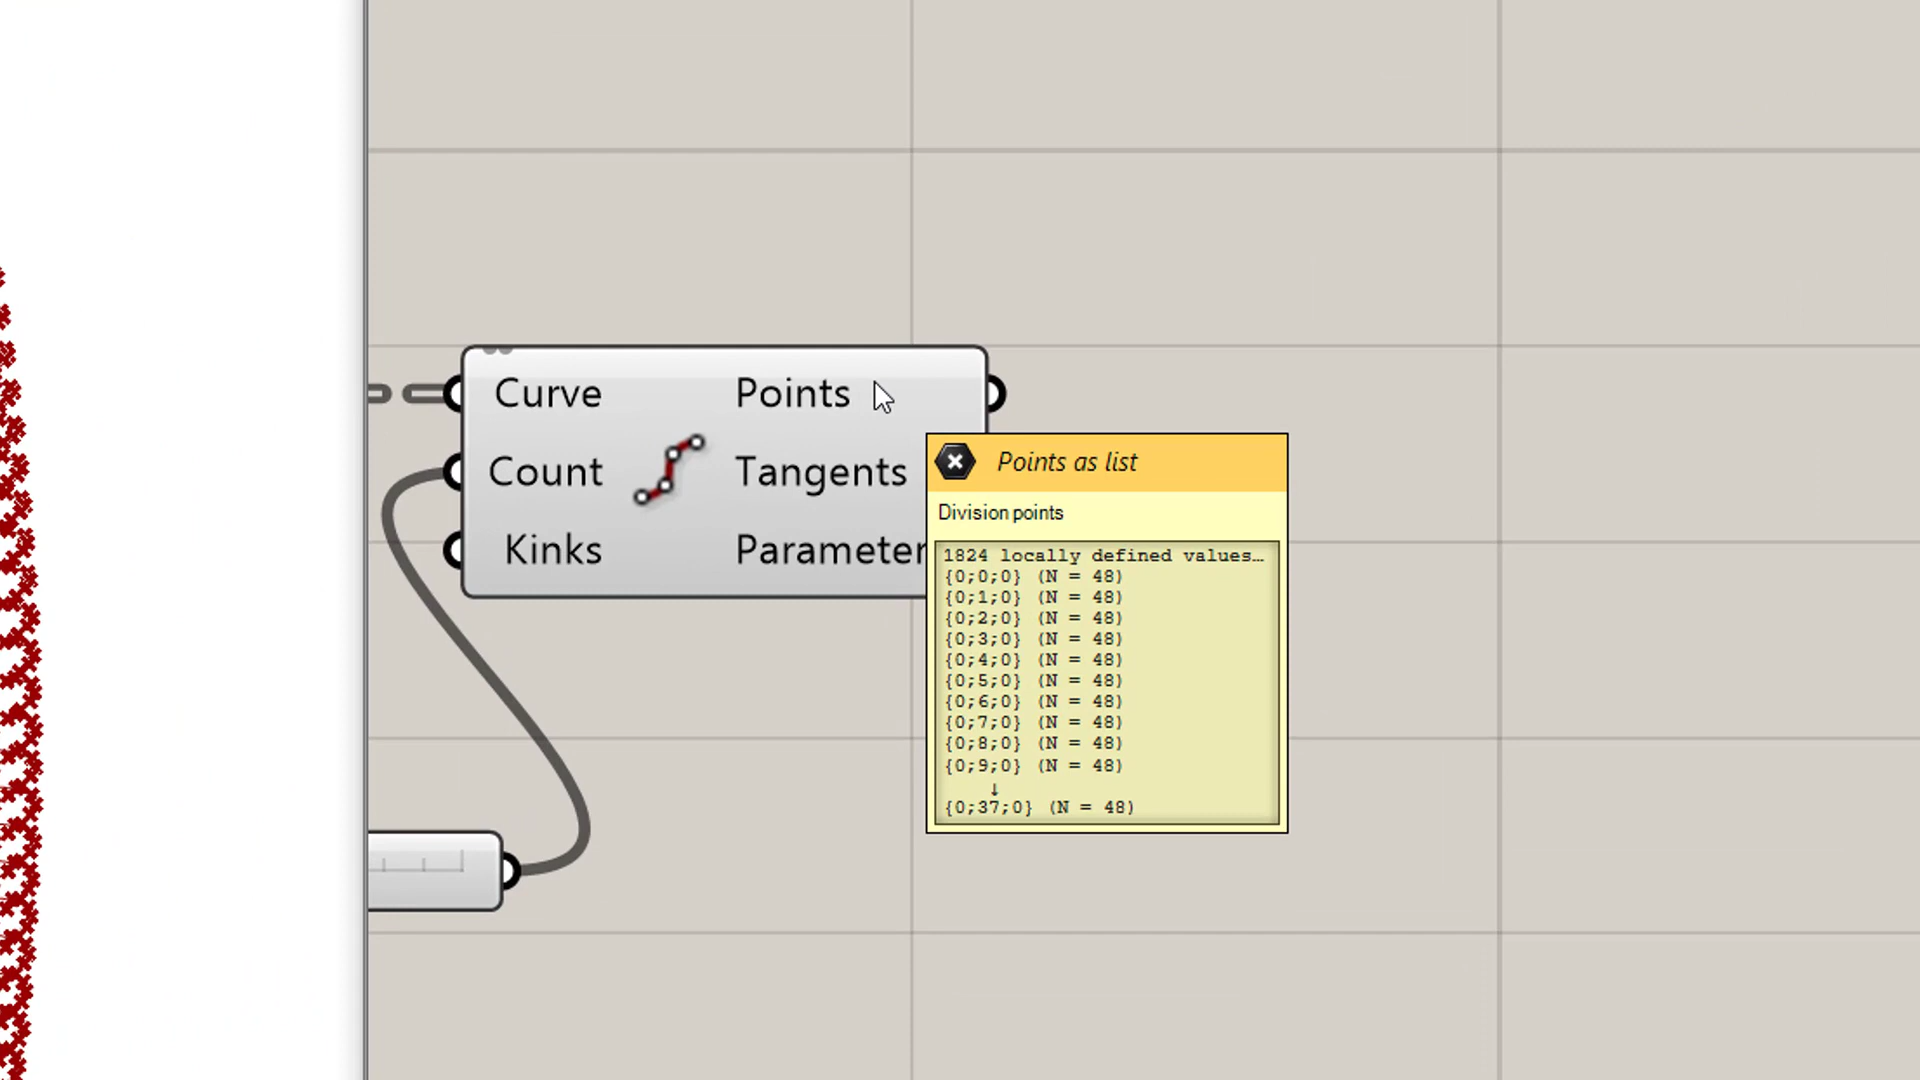 Curve
Points
Count
Tangents
Kinks
Parameter
Points as list
Division points
1824 locally defined values…
{0;0;0} (N = 48)
{0;1;0} (N = 48)
{0;2;0} (N = 48)
{0;3;0} (N = 48)
{0;4;0} (N = 48)
{0;5;0} (N = 48)
{0;6;0} (N = 48)
{0;7;0} (N = 48)
{0;8;0} (N = 48)
{0;9;0} (N = 48)
↓
{0;37;0} (N = 48)